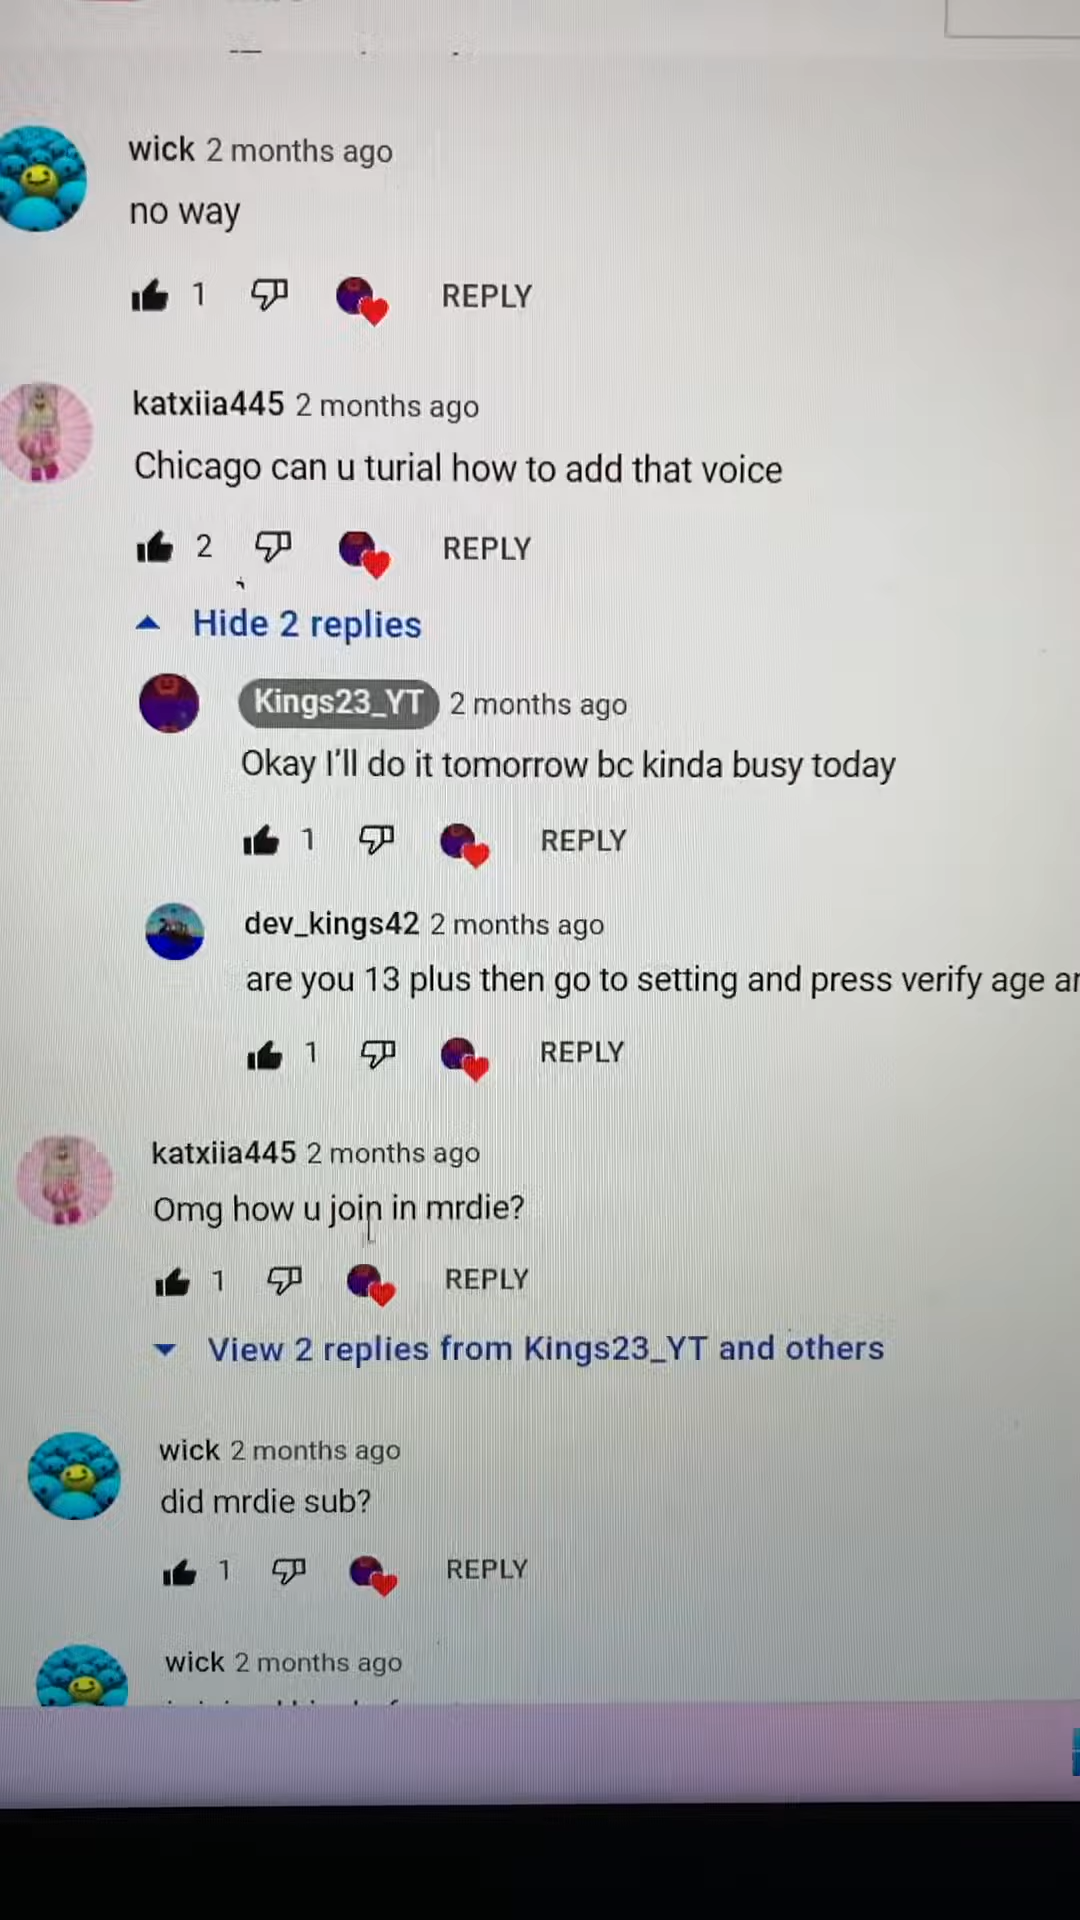 wick 2 months ago
no way
1 REPLY
katxiia445 2 months ago
Chicago can u turial how to add that voice
2 REPLY
Hide 2 replies
Kings23_YT 2 months ago
Okay I'll do it tomorrow bc kinda busy today
1 REPLY
dev_kings42 2 months ago
are you 13 plus then go to setting and press verify age
1 REPLY
katxiia445 2 months ago
Omg how u join in mrdie?
1 REPLY
View 2 replies from Kings23_YT and others
wick 2 months ago
did mrdie sub?
1 REPLY
wick 2 months ago